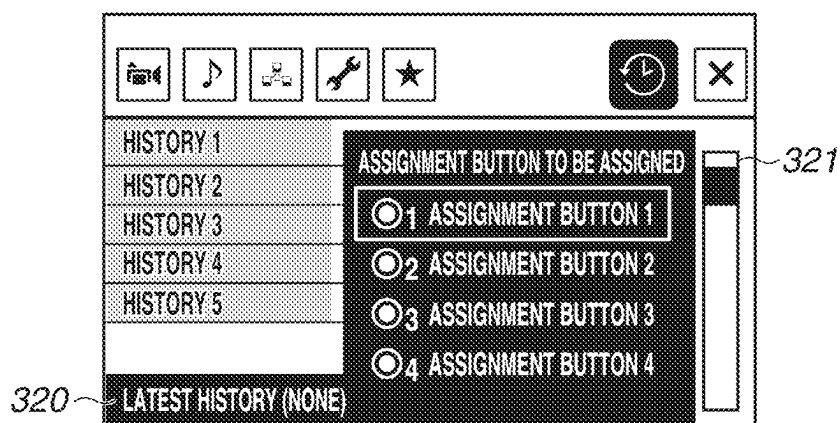 HISTORY 1
HISTORY 2
HISTORY 3
HISTORY 4
HISTORY 5
ASSIGNMENT BUTTON TO BE ASSIGNED
1 ASSIGNMENT BUTTON 1
2 ASSIGNMENT BUTTON 2
3 ASSIGNMENT BUTTON 3
4 ASSIGNMENT BUTTON 4
321
320
LATEST HISTORY (NONE)